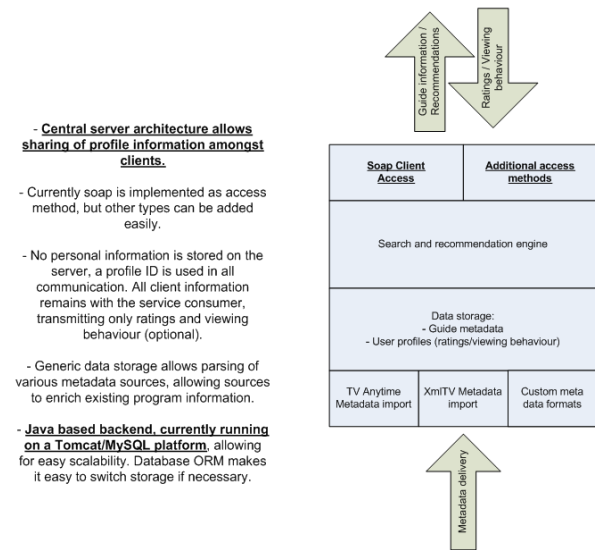 - Central server architecture allows
sharing of profile information amongst
clients.
- Currently soap is implemented as access
method, but other types can be added
easily.
- No personal information is stored on the
server, a profile ID is used in all
communication. All client information
remains with the service consumer,
transmitting only ratings and viewing
behaviour (optional).
- Generic data storage allows parsing of
various metadata sources, allowing sources
to enrich existing program information.
- Java based backend, currently running
on a Tomcat/MySQL platform, allowing
for easy scalability. Database ORM makes
it easy to switch storage if necessary.
Guide information /
Recommendations
Ratings / Viewing
behaviour
Soap Client
Access
Additional access
methods
Search and recommendation engine
Data storage:
- Guide metadata
- User profiles (ratings/viewing behaviour)
TV Anytime
Metadata import
XmlTV Metadata
import
Custom meta
data formats
Metadata delivery